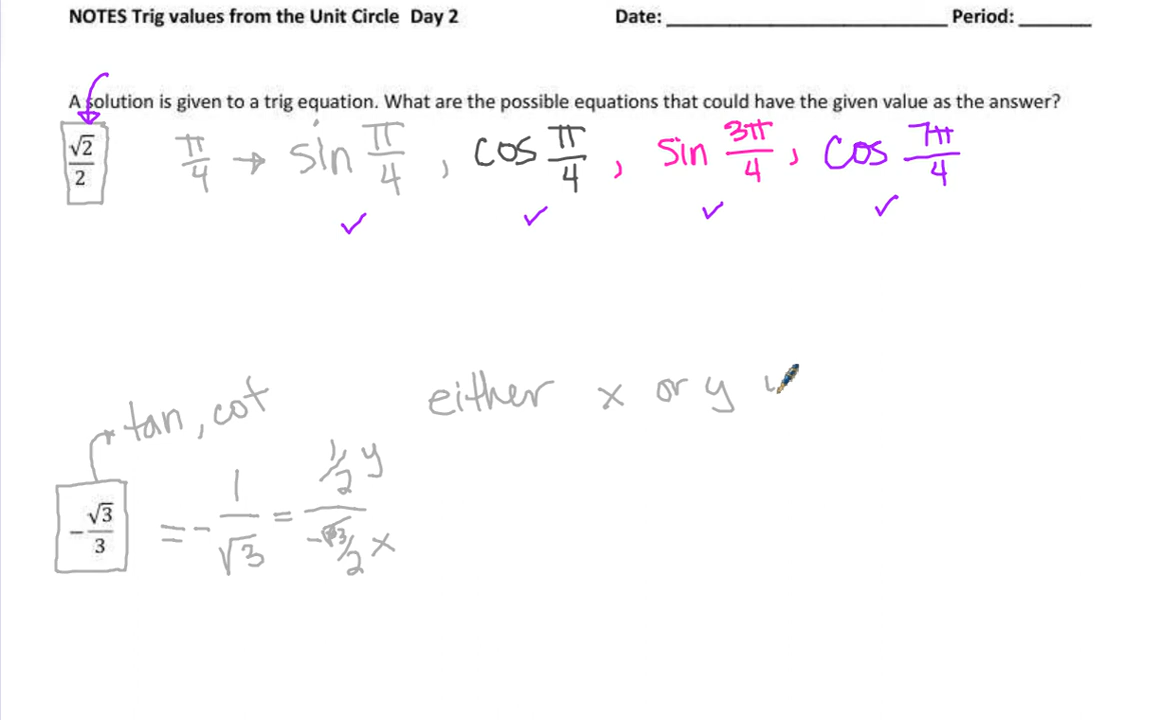 NOTES Trig values from the Unit Circle Day 2 Date: ____________ Period: ______
A solution is given to a trig equation. What are the possible equations that could have the given value as the answer?
√2/2 π/4 → sin π/4 , cos π/4 , sin 3π/4 , cos 7π/4
tan, cot either x or y
-√3/3 = - 1/√3 = 1/2 y / -√3/2 x